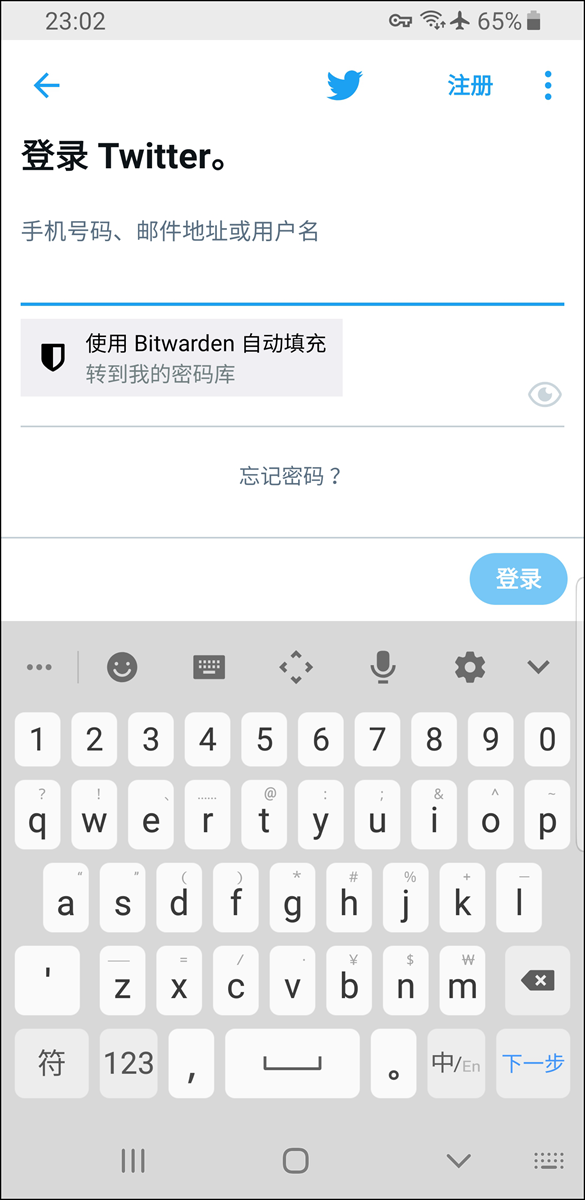 23:02 65%
注册
登录 Twitter。
手机号码、邮件地址或用户名
使用 Bitwarden 自动填充
转到我的密码库
忘记密码？
登录
1 2 3 4 5 6 7 8 9 0
? ! 、 …… @ : ; & ^ ~
q w e r t y u i o p
“ ” ( ) * # % + —
a s d f g h j k l
—— = / · ¥ $ ₩
' z x c v b n m
符 123 , 。 中/En 下一步